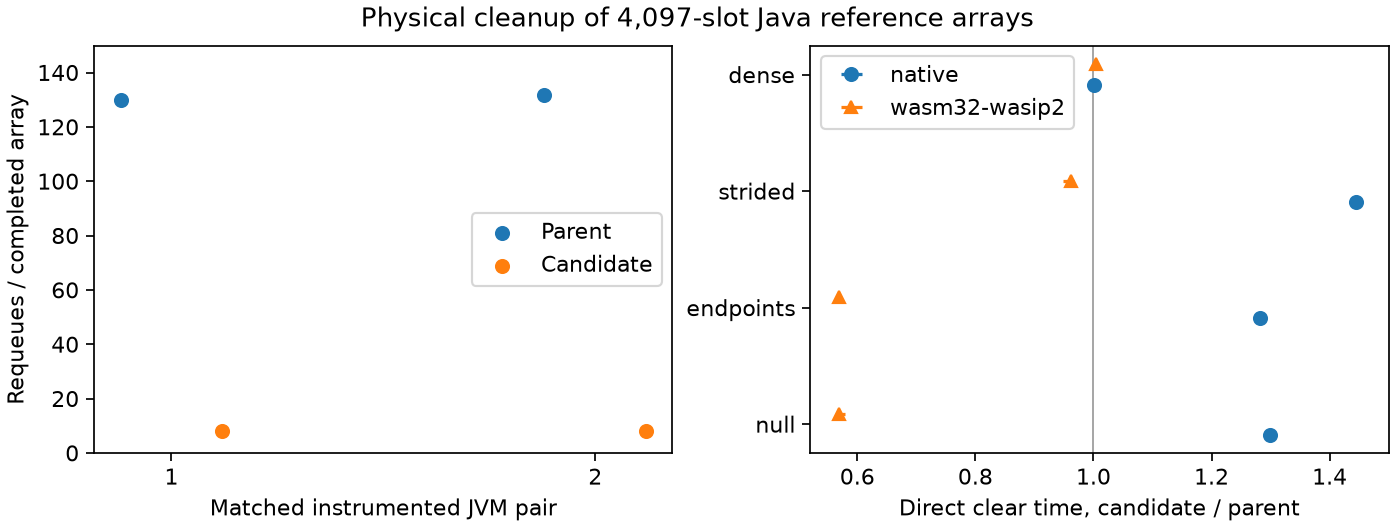 Physical cleanup of 4,097-slot Java reference arrays
Requeues / completed array
140
120
100
80
60
40
20
0
1
2
Matched instrumented JVM pair
Parent
Candidate
dense
strided
endpoints
null
native
wasm32-wasip2
0.6
0.8
1.0
1.2
1.4
Direct clear time, candidate / parent